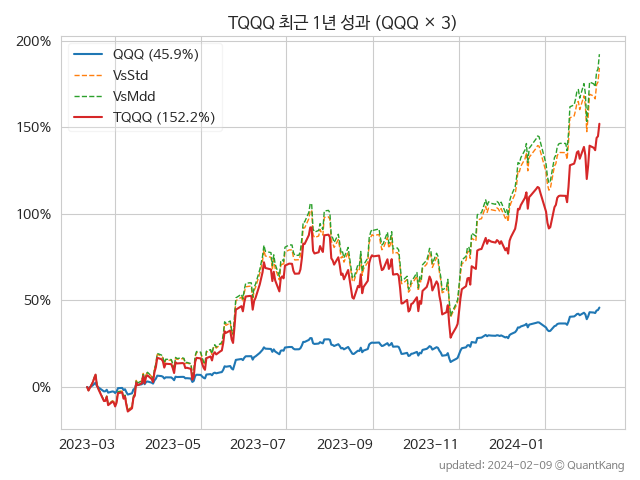 TQQQ 최근 1년 성과 (QQQ × 3)
200%
150%
100%
50%
0%
QQQ (45.9%)
VsStd
VsMdd
TQQQ (152.2%)
2023-03
2023-05
2023-07
2023-09
2023-11
2024-01
updated: 2024-02-09 © QuantKang